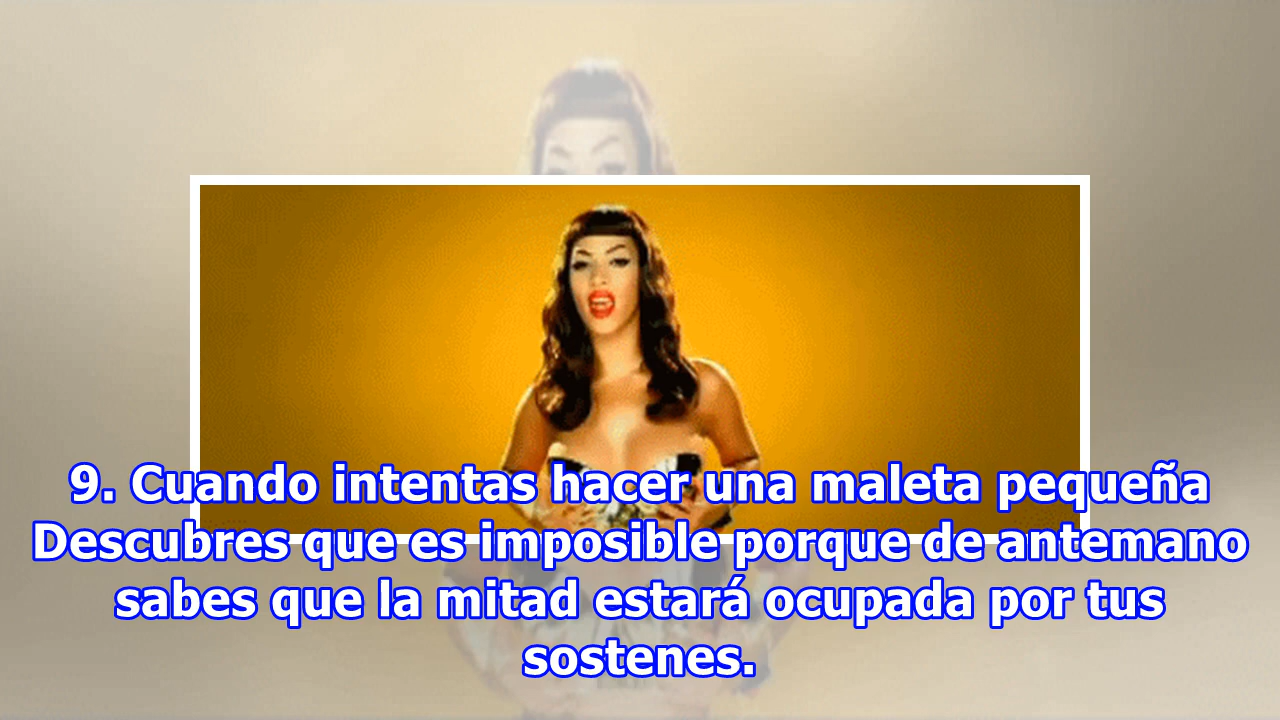 9. Cuando intentas hacer una maleta pequeña
Descubres que es imposible porque de antemano
sabes que la mitad estará ocupada por tus
sostenes.